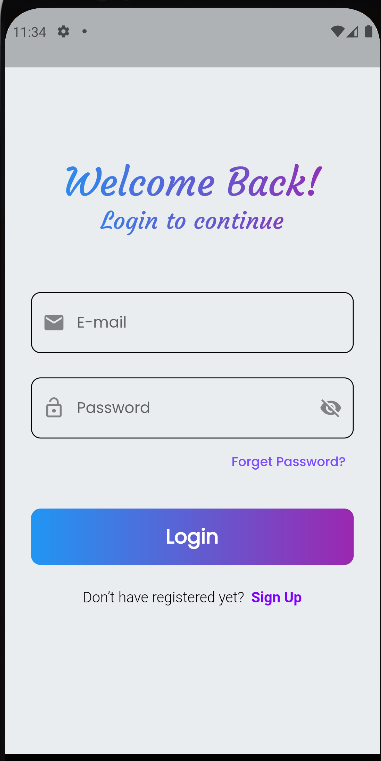 11:34
Welcome Back!
Login to continue
E-mail
Password
Forget Password?
Login
Don't have registered yet? Sign Up